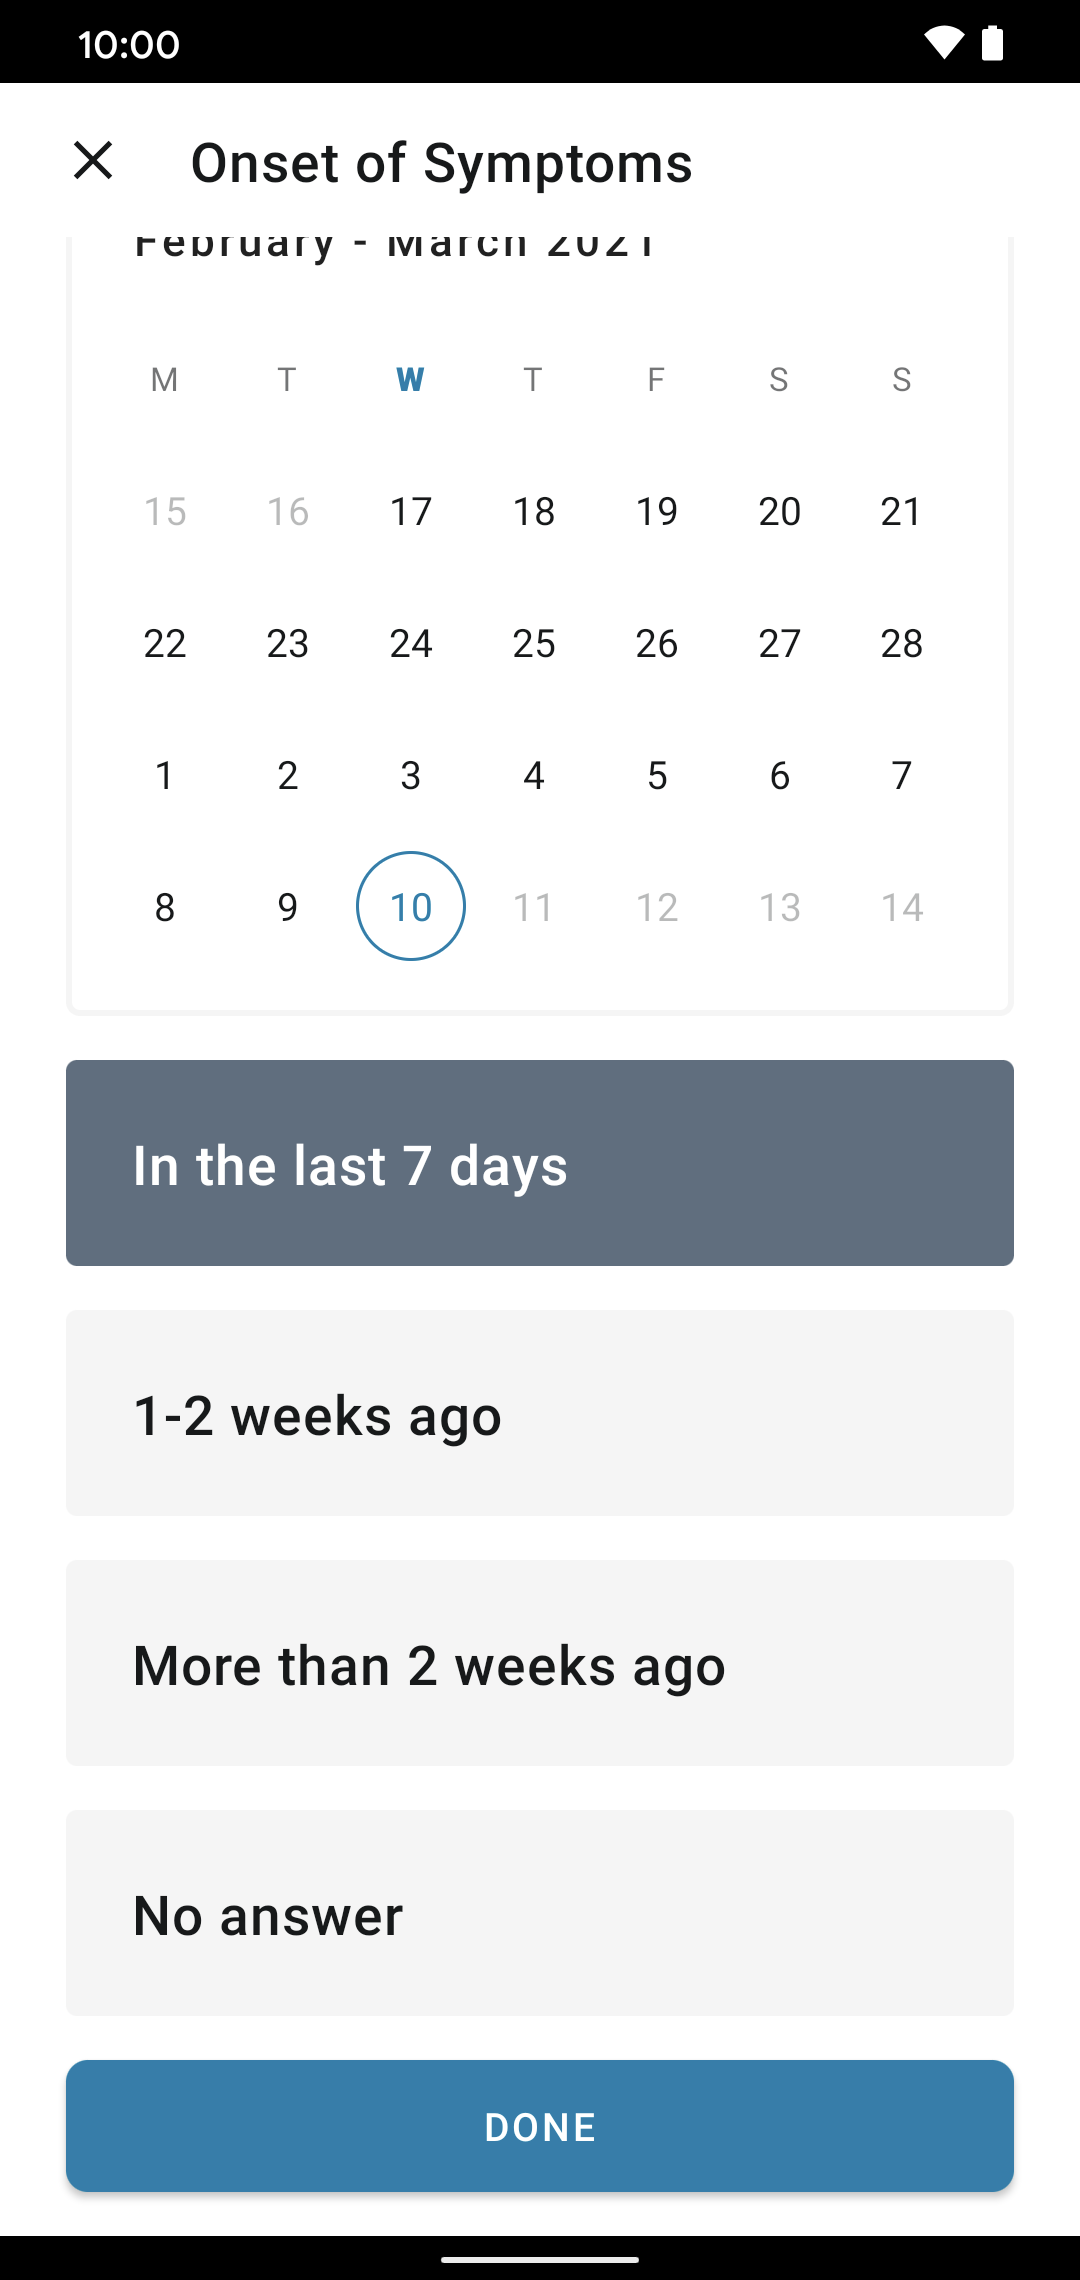 10:00
Onset of Symptoms
February - March 2021
M T W T F S S
15 16 17 18 19 20 21
22 23 24 25 26 27 28
1 2 3 4 5 6 7
8 9 10 11 12 13 14
In the last 7 days
1-2 weeks ago
More than 2 weeks ago
No answer
DONE